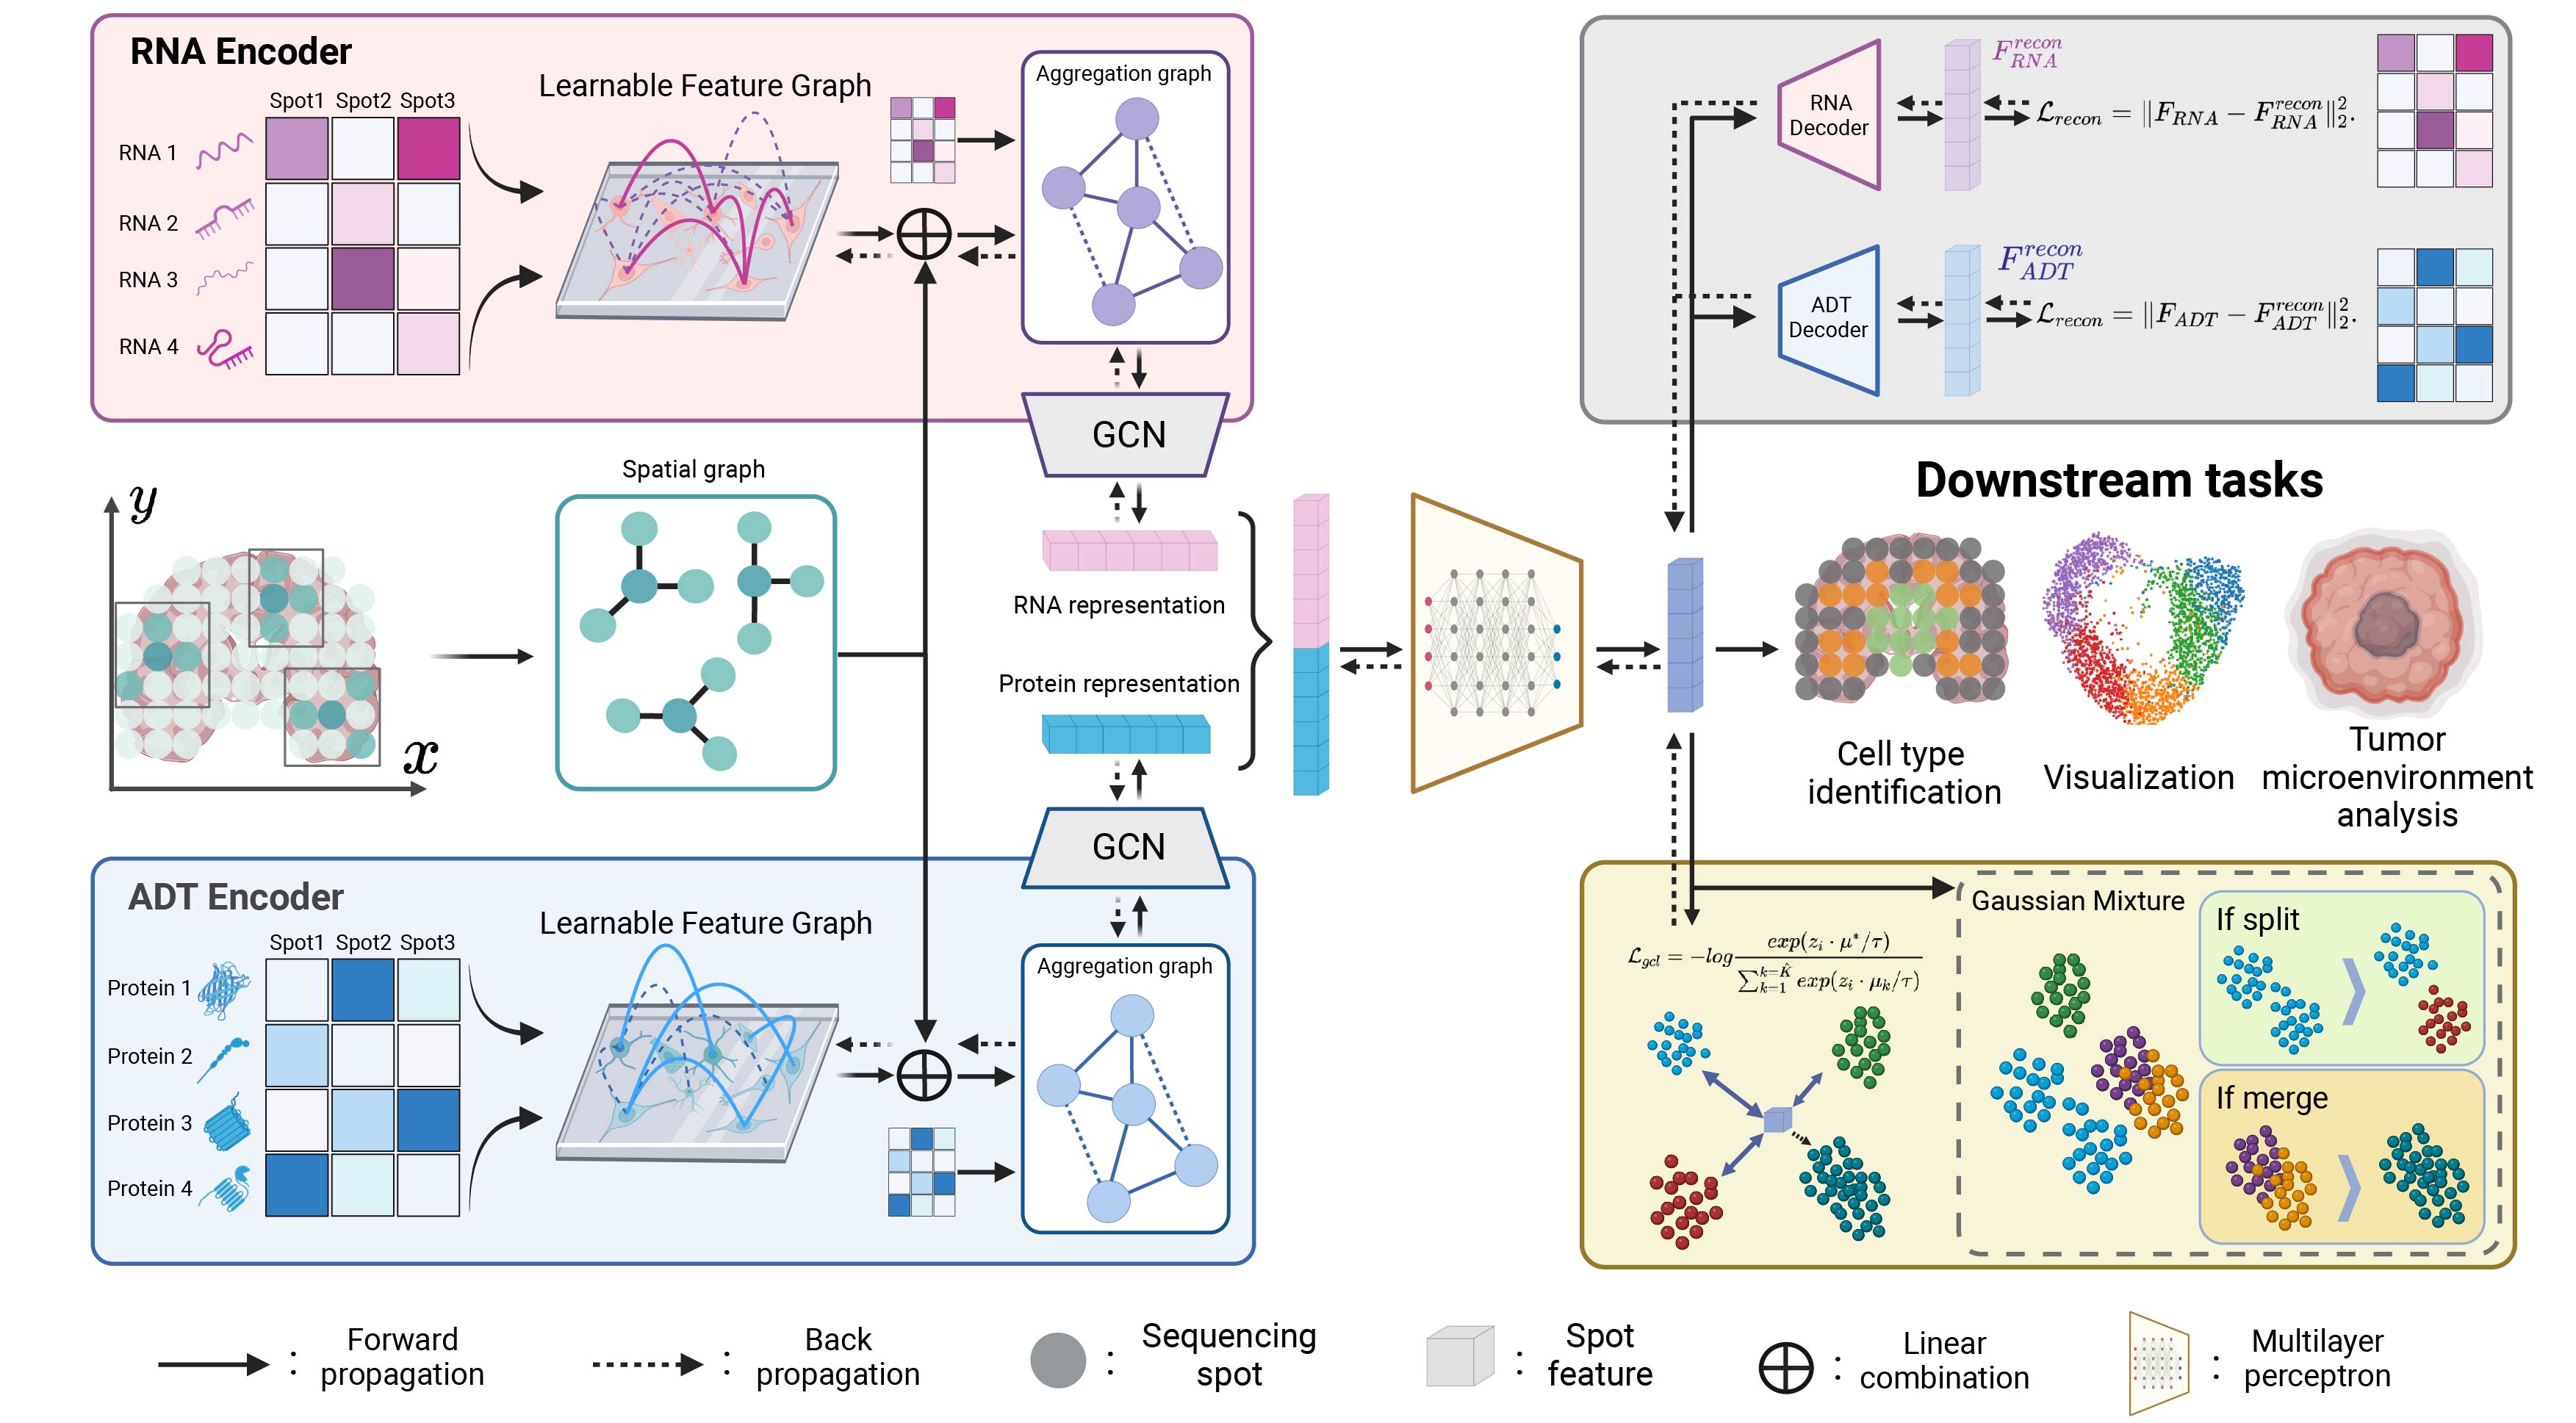 RNA Encoder
Spot1 Spot2 Spot3
RNA 1
RNA 2
RNA 3
RNA 4
Learnable Feature Graph
Aggregation graph
GCN
y
x
Spatial graph
RNA representation
Protein representation
GCN
ADT Encoder
Spot1 Spot2 Spot3
Protein 1
Protein 2
Protein 3
Protein 4
Learnable Feature Graph
Aggregation graph
RNA
Decoder
F_{RNA}^{recon}
\mathcal{L}_{recon} = \|F_{RNA} - F_{RNA}^{recon}\|_2^2.
ADT
Decoder
F_{ADT}^{recon}
\mathcal{L}_{recon} = \|F_{ADT} - F_{ADT}^{recon}\|_2^2.
Downstream tasks
Cell type
identification
Visualization
Tumor
microenvironment
analysis
\mathcal{L}_{gcl} = -log \frac{exp(z_i \cdot \mu^*/\tau)}{\sum_{k=1}^{k=\hat{K}} exp(z_i \cdot \mu_k/\tau)}
Gaussian Mixture
If split
If merge
: Forward
propagation
: Back
propagation
: Sequencing
spot
: Spot
feature
: Linear
combination
: Multilayer
perceptron